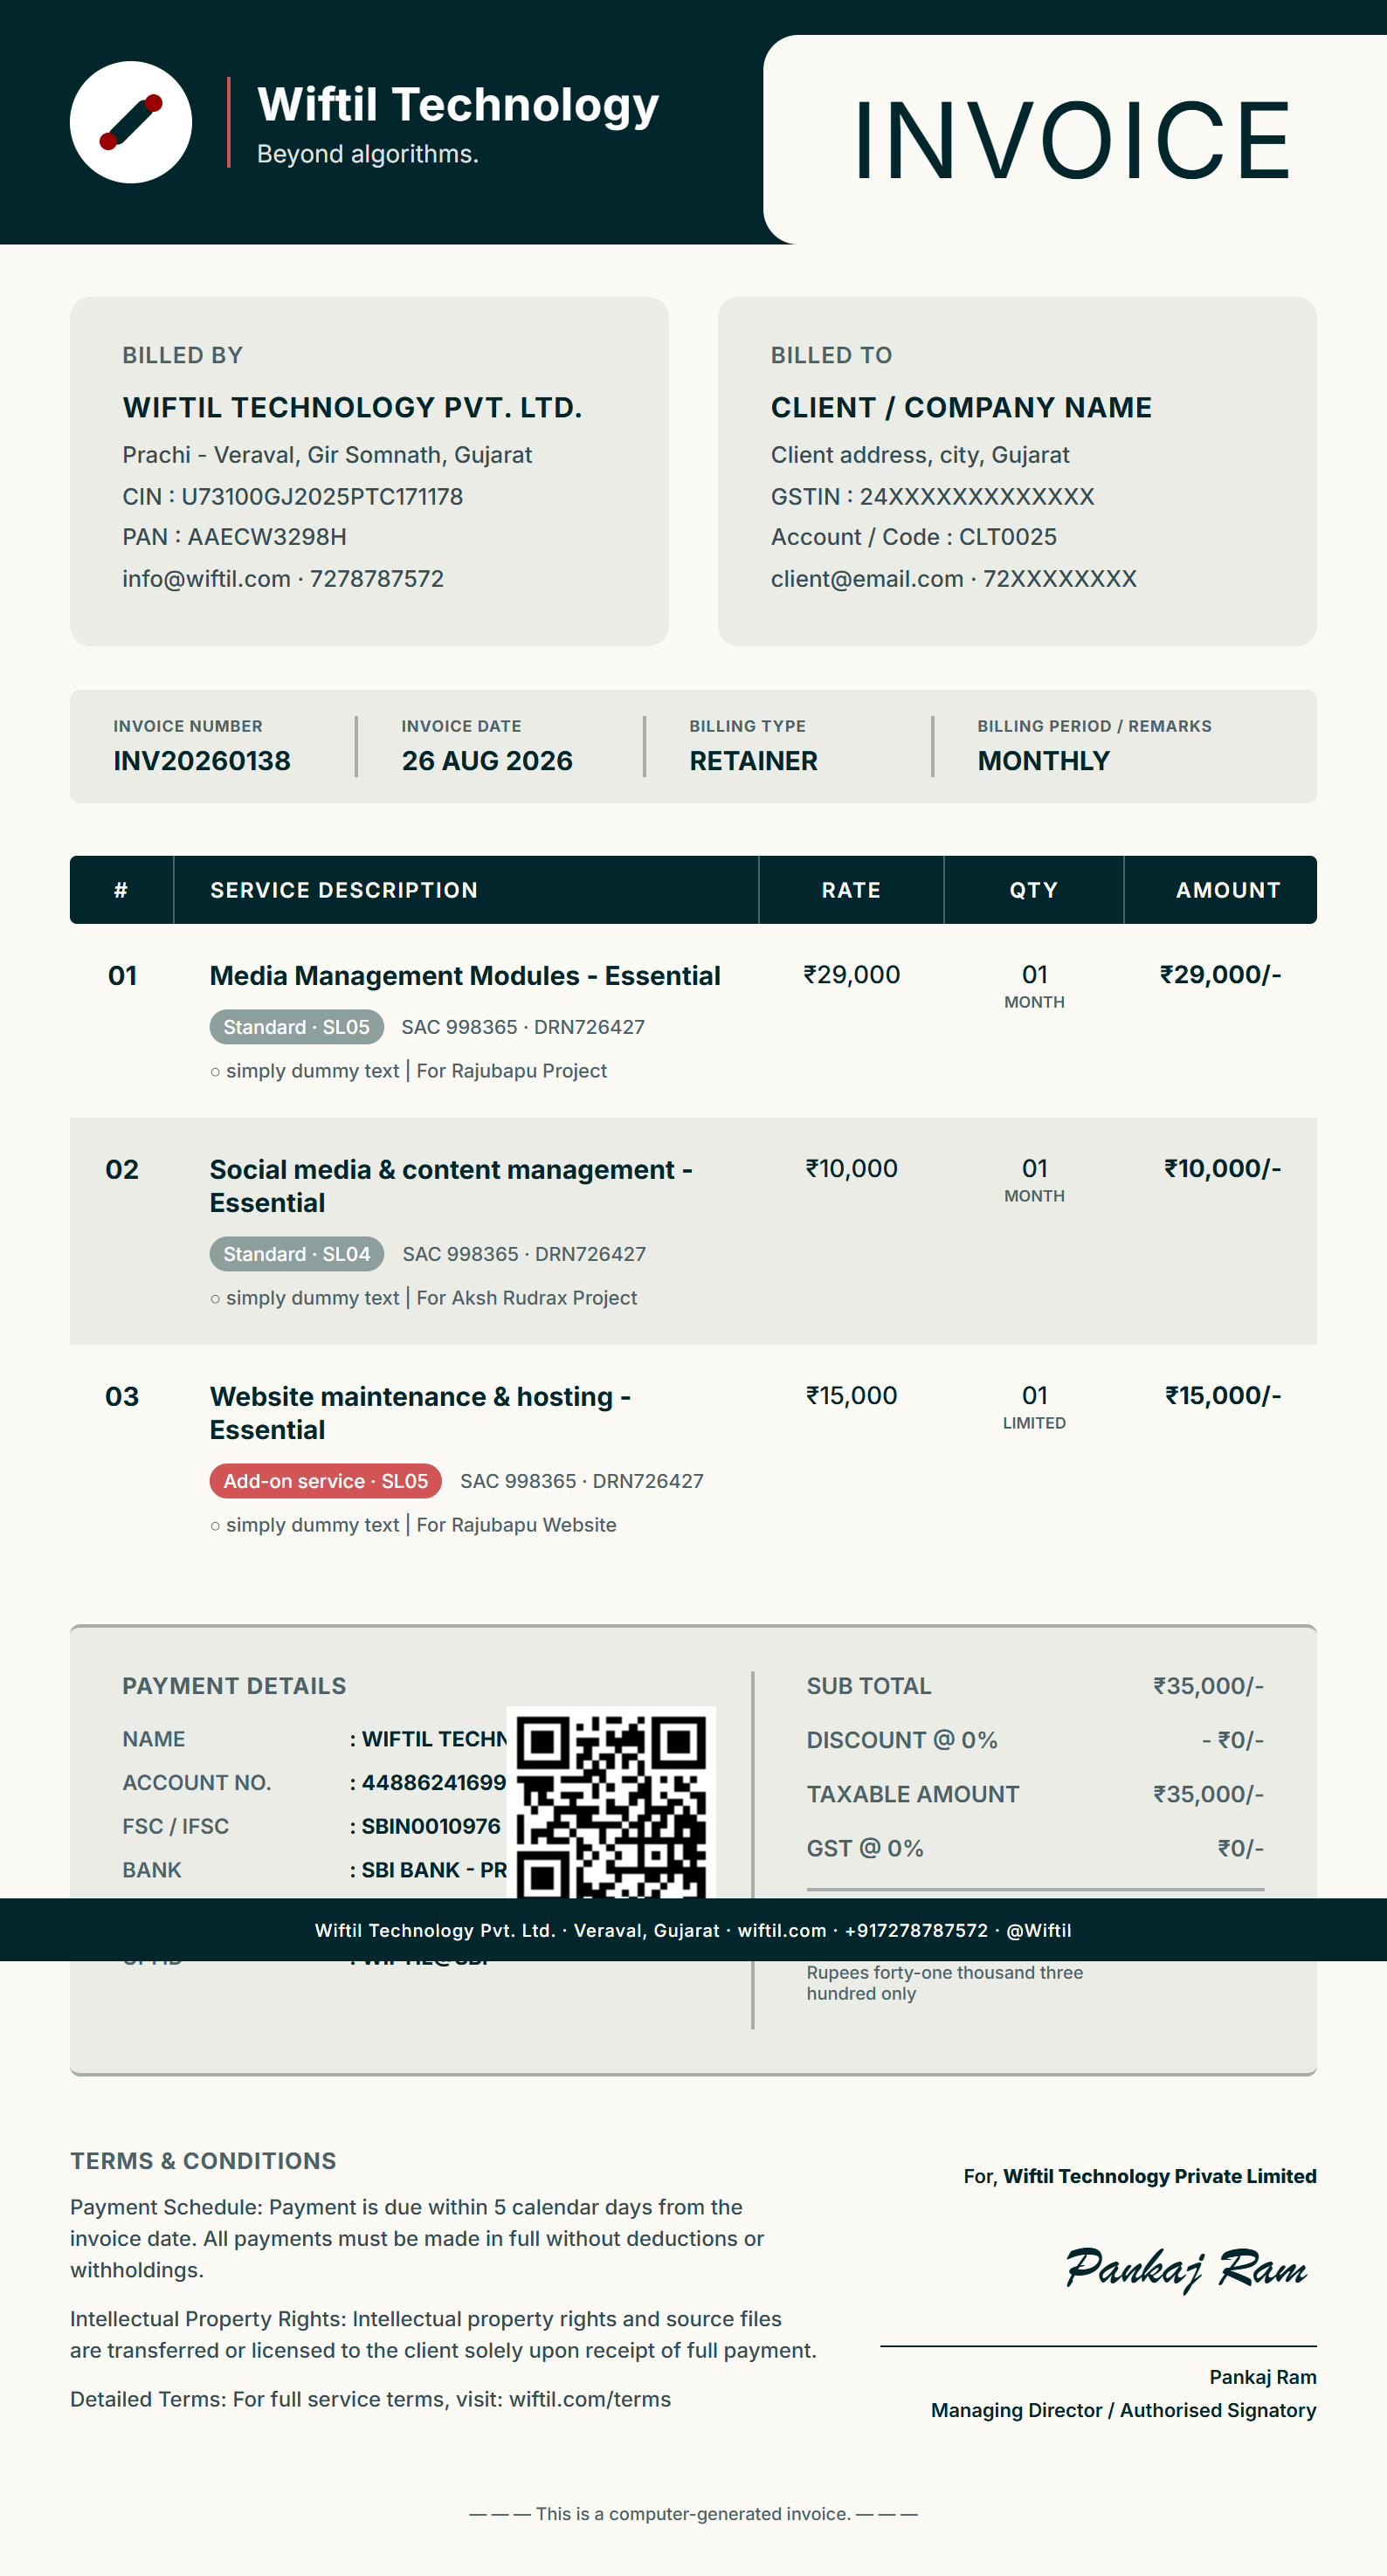 Wiftil Technology
Beyond algorithms.
INVOICE
BILLED BY
WIFTIL TECHNOLOGY PVT. LTD.
Prachi - Veraval, Gir Somnath, Gujarat
CIN : U73100GJ2025PTC171178
PAN : AAECW3298H
info@wiftil.com · 7278787572
BILLED TO
CLIENT / COMPANY NAME
Client address, city, Gujarat
GSTIN : 24XXXXXXXXXXXXX
Account / Code : CLT0025
client@email.com · 72XXXXXXXX
INVOICE NUMBER
INV20260138
INVOICE DATE
26 AUG 2026
BILLING TYPE
RETAINER
BILLING PERIOD / REMARKS
MONTHLY
# SERVICE DESCRIPTION RATE QTY AMOUNT
01 Media Management Modules - Essential ₹29,000 01 ₹29,000/-
MONTH
Standard · SL05 SAC 998365 · DRN726427
○ simply dummy text | For Rajubapu Project
02 Social media & content management - ₹10,000 01 ₹10,000/-
MONTH
Essential
Standard · SL04 SAC 998365 · DRN726427
○ simply dummy text | For Aksh Rudrax Project
03 Website maintenance & hosting - ₹15,000 01 ₹15,000/-
LIMITED
Essential
Add-on service · SL05 SAC 998365 · DRN726427
○ simply dummy text | For Rajubapu Website
PAYMENT DETAILS
NAME : WIFTIL TECHN
ACCOUNT NO. : 44886241699
FSC / IFSC : SBIN0010976
BANK : SBI BANK - PR
SUB TOTAL ₹35,000/-
DISCOUNT @ 0% - ₹0/-
TAXABLE AMOUNT ₹35,000/-
GST @ 0% ₹0/-
Wiftil Technology Pvt. Ltd. · Veraval, Gujarat · wiftil.com · +917278787572 · @Wiftil
Rupees forty-one thousand three
hundred only
TERMS & CONDITIONS
Payment Schedule: Payment is due within 5 calendar days from the
invoice date. All payments must be made in full without deductions or
withholdings.
Intellectual Property Rights: Intellectual property rights and source files
are transferred or licensed to the client solely upon receipt of full payment.
Detailed Terms: For full service terms, visit: wiftil.com/terms
For, Wiftil Technology Private Limited
Pankaj Ram
Pankaj Ram
Managing Director / Authorised Signatory
— — — This is a computer-generated invoice. — — —